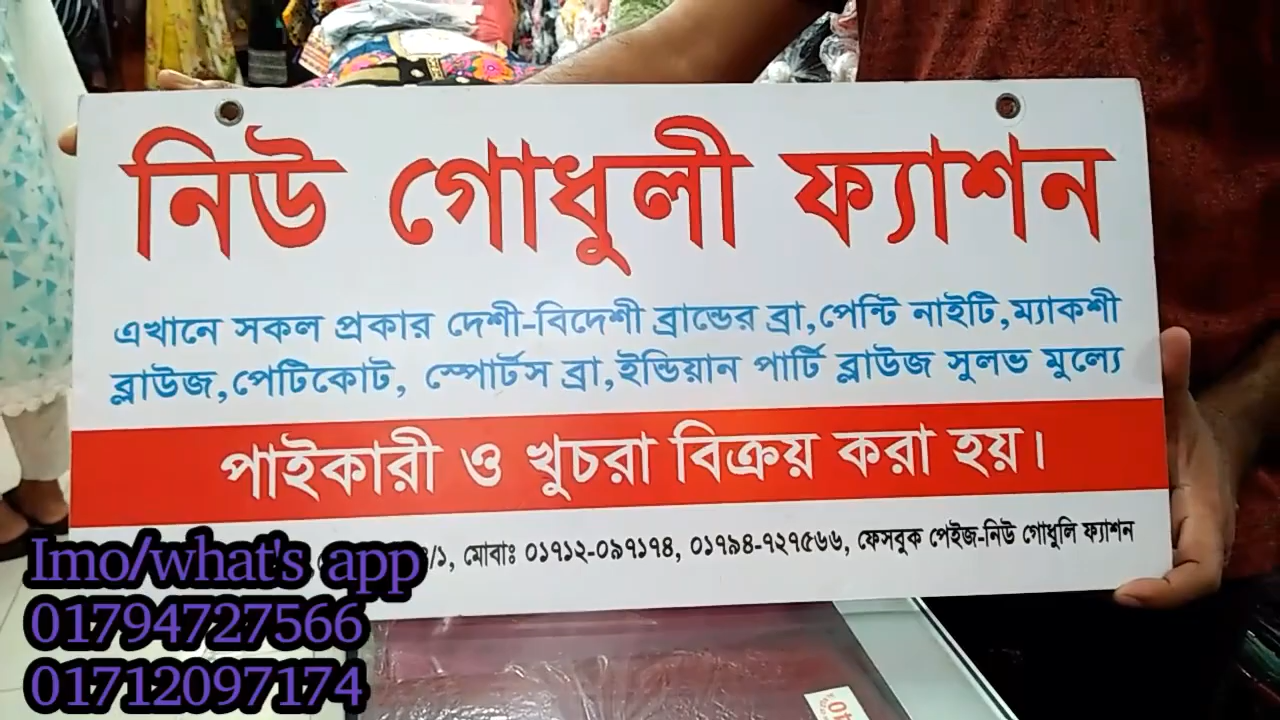 নিউ গোধুলী ফ্যাশন
এখানে সকল প্রকার দেশী-বিদেশী ব্রান্ডের ব্রা,পেন্টি নাইটি,ম্যাকশী
ব্লাউজ,পেটিকোট, স্পোর্টস ব্রা,ইন্ডিয়ান পার্টি ব্লাউজ সুলভ মুল্যে
পাইকারী ও খুচরা বিক্রয় করা হয়।
/১, মোবাঃ ০১৭১২-০৯৭১৭৪, ০১৭৯৪-৭২৭৫৬৬, ফেসবুক পেইজ-নিউ গোধুলি ফ্যাশন
Imo/what's app
01794727566
01712097174